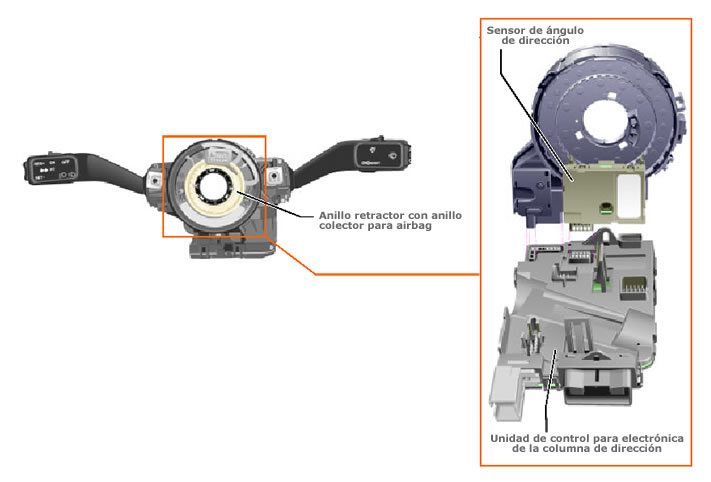 Sensor de ángulo
de dirección
Anillo retractor con anillo
colector para airbag
Unidad de control para electrónica
de la columna de dirección